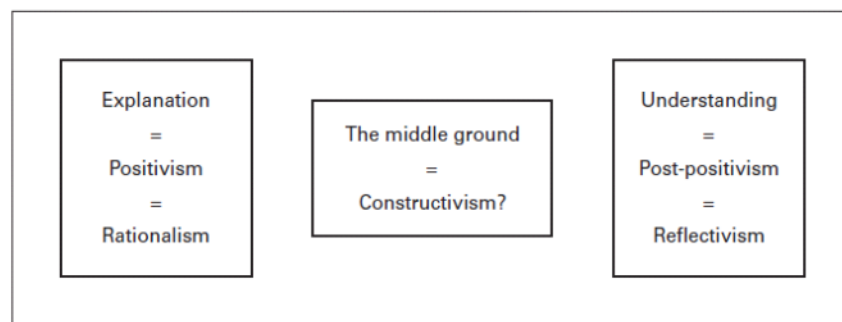 Explanation
=
Positivism
=
Rationalism
The middle ground
=
Constructivism?
Understanding
=
Post-positivism
=
Reflectivism